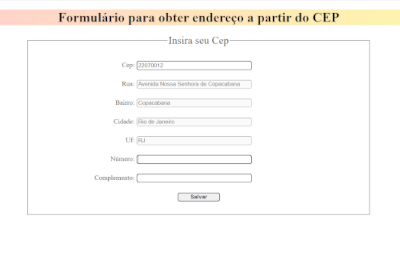 Formulário para obter endereço a partir do CEP
Insira seu Cep
Cep: 22070012
Rua: Avenida Nossa Senhora de Copacabana
Bairro: Copacabana
Cidade: Rio de Janeiro
Uf: RJ
Número:
Complemento:
Salvar